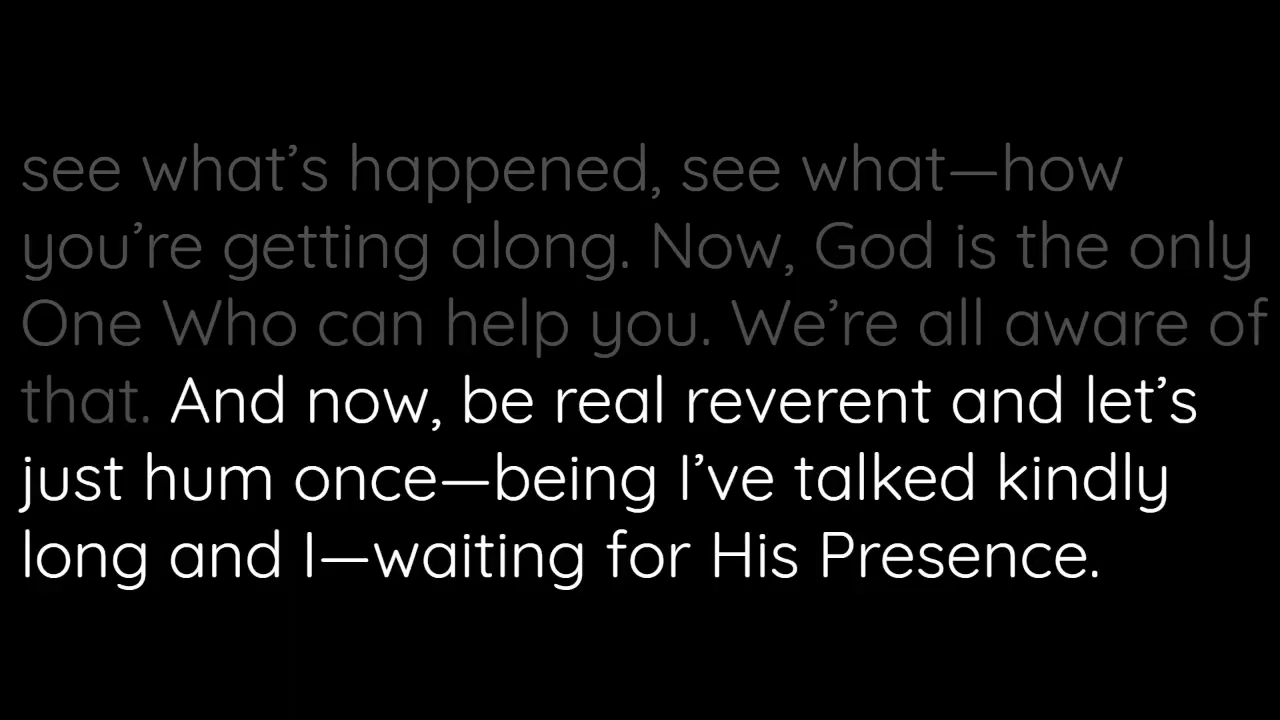 see what’s happened, see what—how
you’re getting along. Now, God is the only
One Who can help you. We’re all aware of
that. And now, be real reverent and let’s
just hum once—being I’ve talked kindly
long and I—waiting for His Presence.